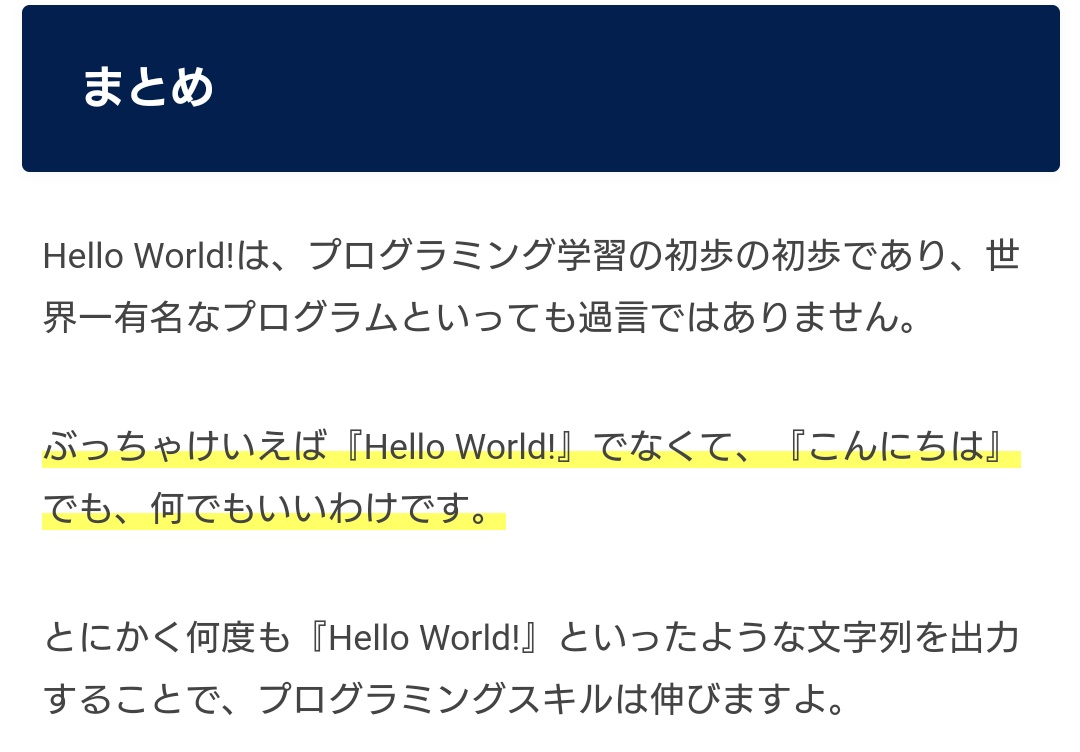 まとめ
Hello World!は、プログラミング学習の初歩の初歩であり、世
界一有名なプログラムといっても過言ではありません。
ぶっちゃけいえば『Hello World!』でなくて、『こんにちは』
でも、何でもいいわけです。
とにかく何度も『Hello World!』といったような文字列を出力
することで、プログラミングスキルは伸びますよ。